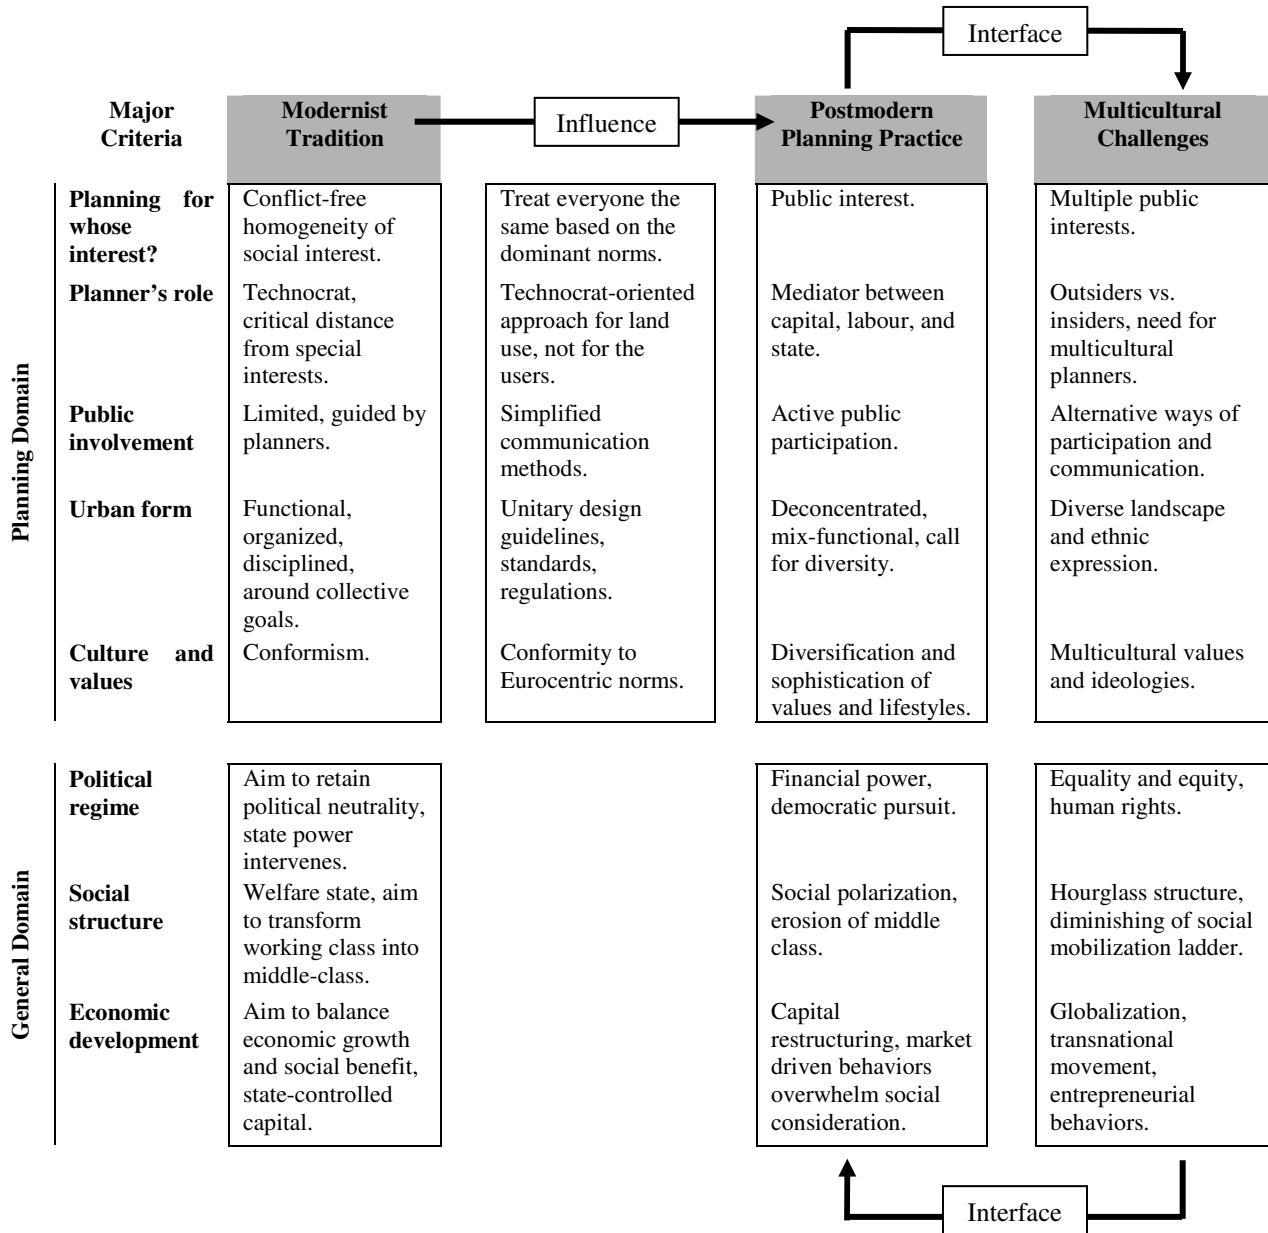 Interface
Major
Criteria
Modernist
Tradition
Influence
Postmodern
Planning Practice
Multicultural
Challenges
Planning Domain
Planning for
whose
interest?
Conflict-free
homogeneity of
social interest.
Treat everyone the
same based on the
dominant norms.
Public interest.
Multiple public
interests.
Planner’s role
Technocrat,
critical distance
from special
interests.
Technocrat-oriented
approach for land
use, not for the
users.
Mediator between
capital, labour, and
state.
Outsiders vs.
insiders, need for
multicultural
planners.
Public
involvement
Limited, guided by
planners.
Simplified
communication
methods.
Active public
participation.
Alternative ways of
participation and
communication.
Urban form
Functional,
organized,
disciplined,
around collective
goals.
Unitary design
guidelines,
standards,
regulations.
Deconcentrated,
mix-functional, call
for diversity.
Diverse landscape
and ethnic
expression.
Culture and
values
Conformism.
Conformity to
Eurocentric norms.
Diversification and
sophistication of
values and lifestyles.
Multicultural values
and ideologies.
General Domain
Political
regime
Aim to retain
political neutrality,
state power
intervenes.
Financial power,
democratic pursuit.
Equality and equity,
human rights.
Social
structure
Welfare state, aim
to transform
working class into
middle-class.
Social polarization,
erosion of middle
class.
Hourglass structure,
diminishing of social
mobilization ladder.
Economic
development
Aim to balance
economic growth
and social benefit,
state-controlled
capital.
Capital
restructuring, market
driven behaviors
overwhelm social
consideration.
Globalization,
transnational
movement,
entrepreneurial
behaviors.
Interface